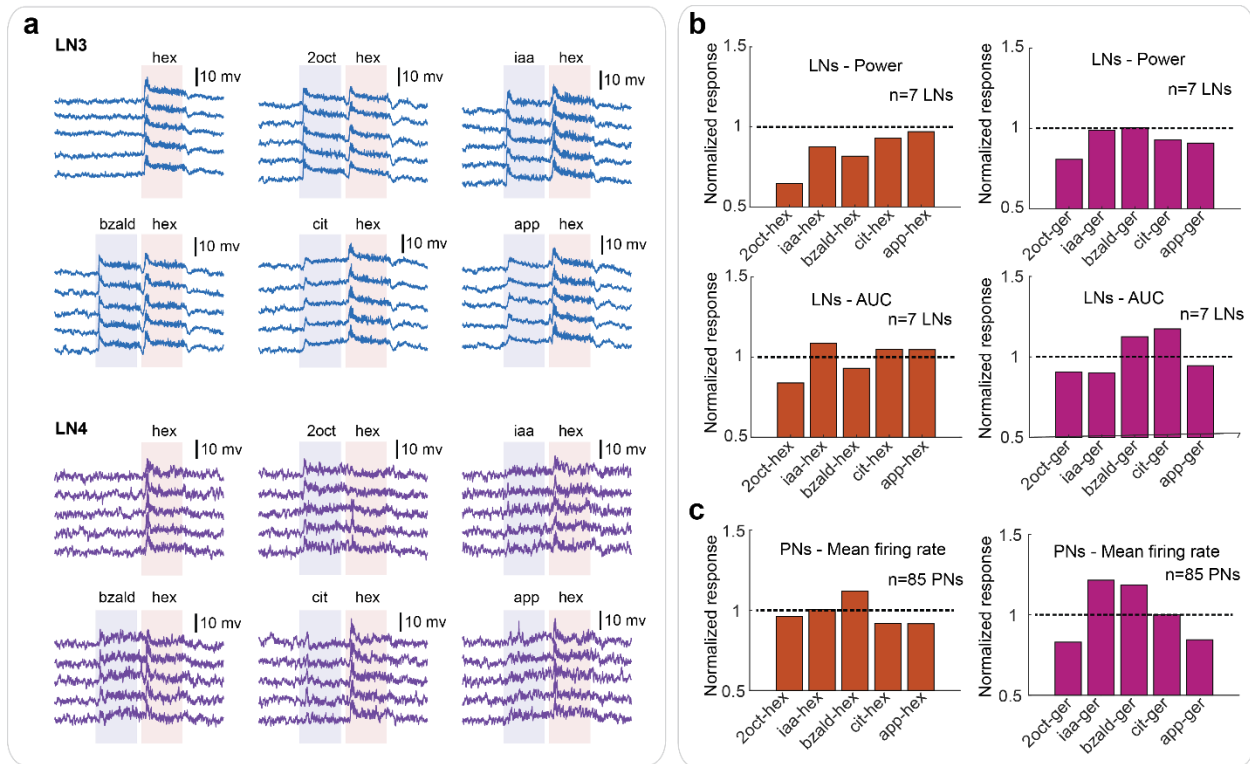 a
LN3
hex
10 mv
2oct hex
10 mv
iaa hex
10 mv
bzald hex
10 mv
cit hex
10 mv
app hex
10 mv
LN4
hex
10 mv
2oct hex
10 mv
iaa hex
10 mv
bzald hex
10 mv
cit hex
10 mv
app hex
10 mv
b
Normalized response
1.5
1
0.5
LNs - Power
n=7 LNs
2oct-hex
iaa-hex
bzald-hex
cit-hex
app-hex
Normalized response
1.5
1
0.5
LNs - Power
n=7 LNs
2oct-ger
iaa-ger
bzald-ger
cit-ger
app-ger
Normalized response
1.5
1
0.5
LNs - AUC
n=7 LNs
2oct-hex
iaa-hex
bzald-hex
cit-hex
app-hex
Normalized response
1.5
1
0.5
LNs - AUC
n=7 LNs
2oct-ger
iaa-ger
bzald-ger
cit-ger
app-ger
c
Normalized response
1.5
1
0.5
PNs - Mean firing rate
n=85 PNs
2oct-hex
iaa-hex
bzald-hex
cit-hex
app-hex
Normalized response
1.5
1
0.5
PNs - Mean firing rate
n=85 PNs
2oct-ger
iaa-ger
bzald-ger
cit-ger
app-ger